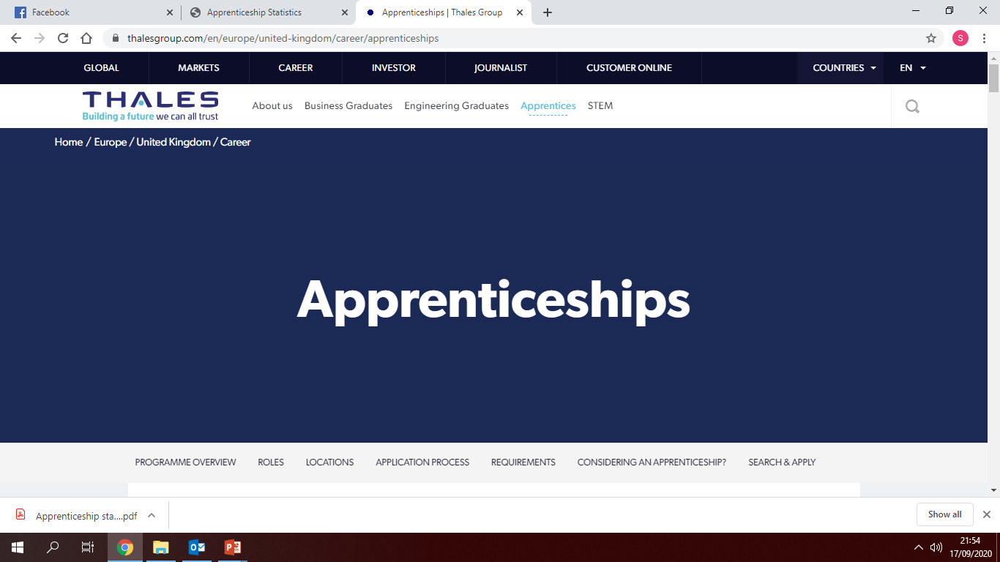 Facebook
Apprenticeship Statistics
Apprenticeships | Thales Group
thalesgroup.com/en/europe/united-kingdom/career/apprenticeships
S
GLOBAL MARKETS CAREER INVESTOR JOURNALIST CUSTOMER ONLINE COUNTRIES EN
THALES
Building a future we can all trust
About us Business Graduates Engineering Graduates Apprentices STEM
Home / Europe / United Kingdom / Career
Apprenticeships
PROGRAMME OVERVIEW ROLES LOCATIONS APPLICATION PROCESS REQUIREMENTS CONSIDERING AN APPRENTICESHIP? SEARCH & APPLY
Apprenticeship sta....pdf
Show all
21:54
17/09/2020